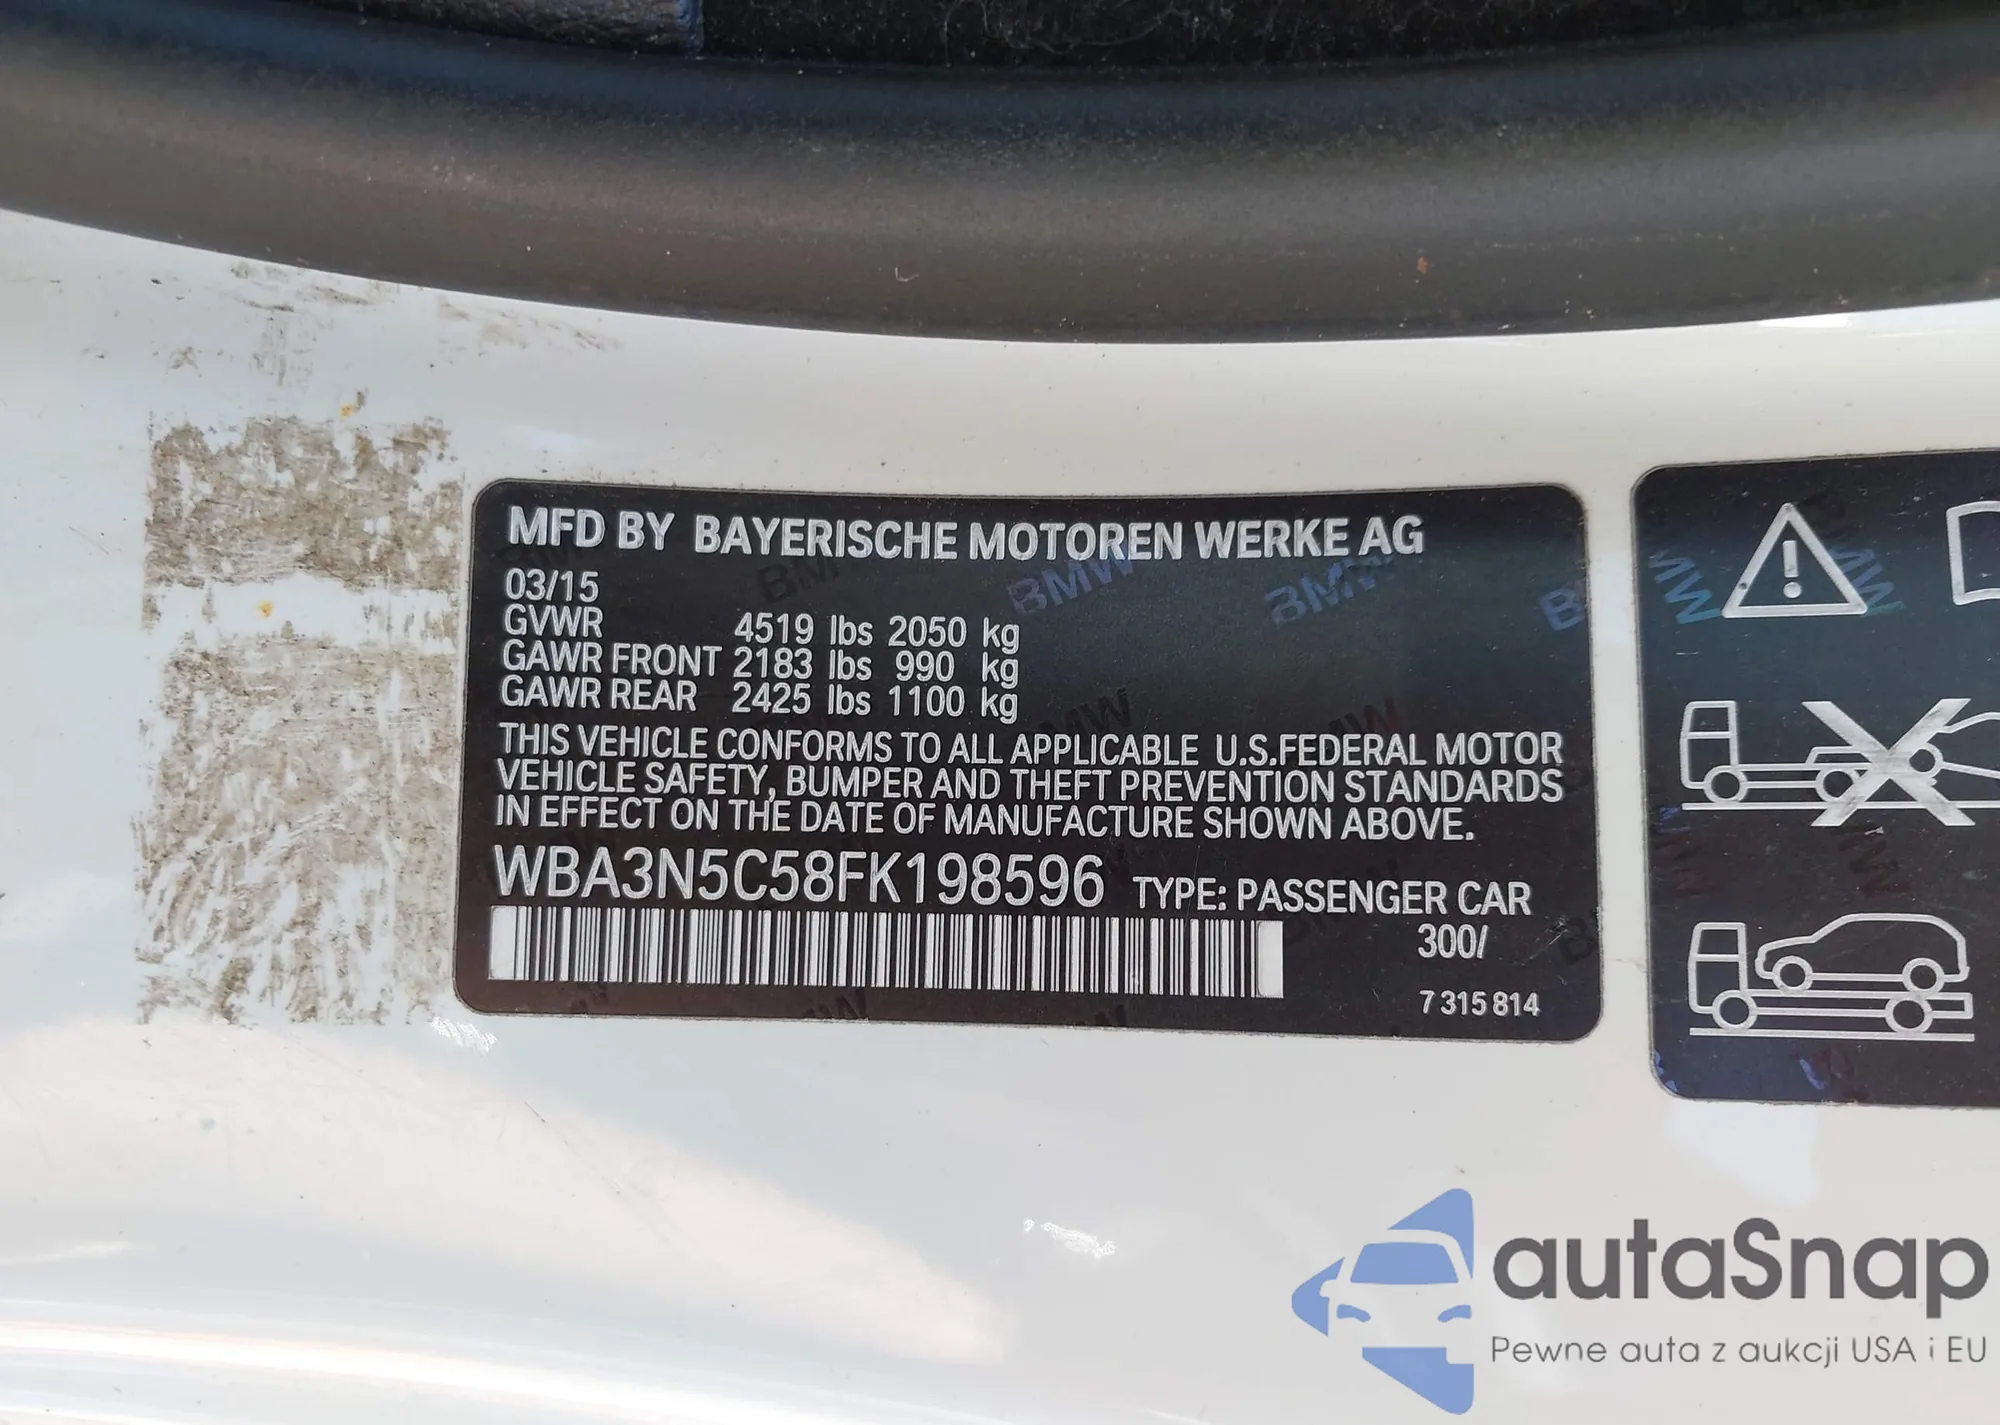 MFD BY BAYERISCHE MOTOREN WERKE AG
03/15
GVWR 4519 lbs 2050 kg
GAWR FRONT 2183 lbs 990 kg
GAWR REAR 2425 lbs 1100 kg
THIS VEHICLE CONFORMS TO ALL APPLICABLE U.S.FEDERAL MOTOR
VEHICLE SAFETY, BUMPER AND THEFT PREVENTION STANDARDS
IN EFFECT ON THE DATE OF MANUFACTURE SHOWN ABOVE.
WBA3N5C58FK198596 TYPE: PASSENGER CAR
300/
7 315 814
autaSnap
Pewne auta z aukcji USA i EU